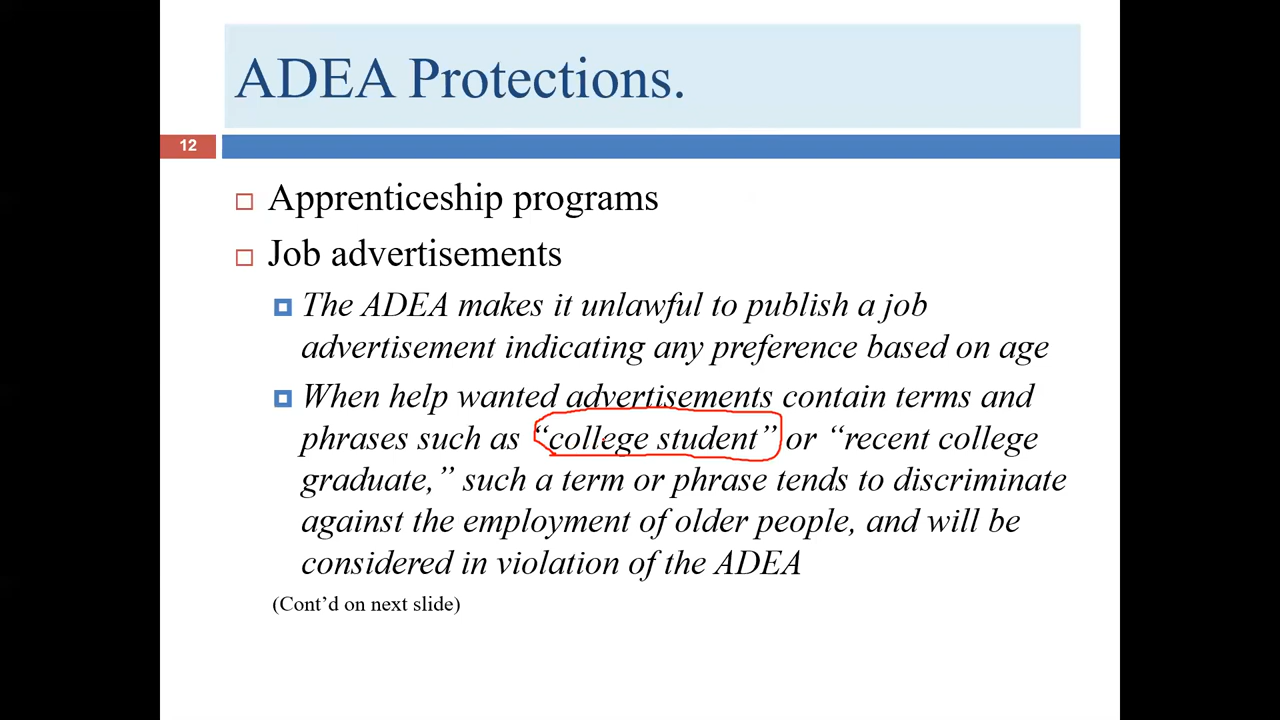 ADEA Protections.
12
Apprenticeship programs
Job advertisements
The ADEA makes it unlawful to publish a job
advertisement indicating any preference based on age
When help wanted advertisements contain terms and
phrases such as “college student” or “recent college
graduate,” such a term or phrase tends to discriminate
against the employment of older people, and will be
considered in violation of the ADEA
(Cont’d on next slide)